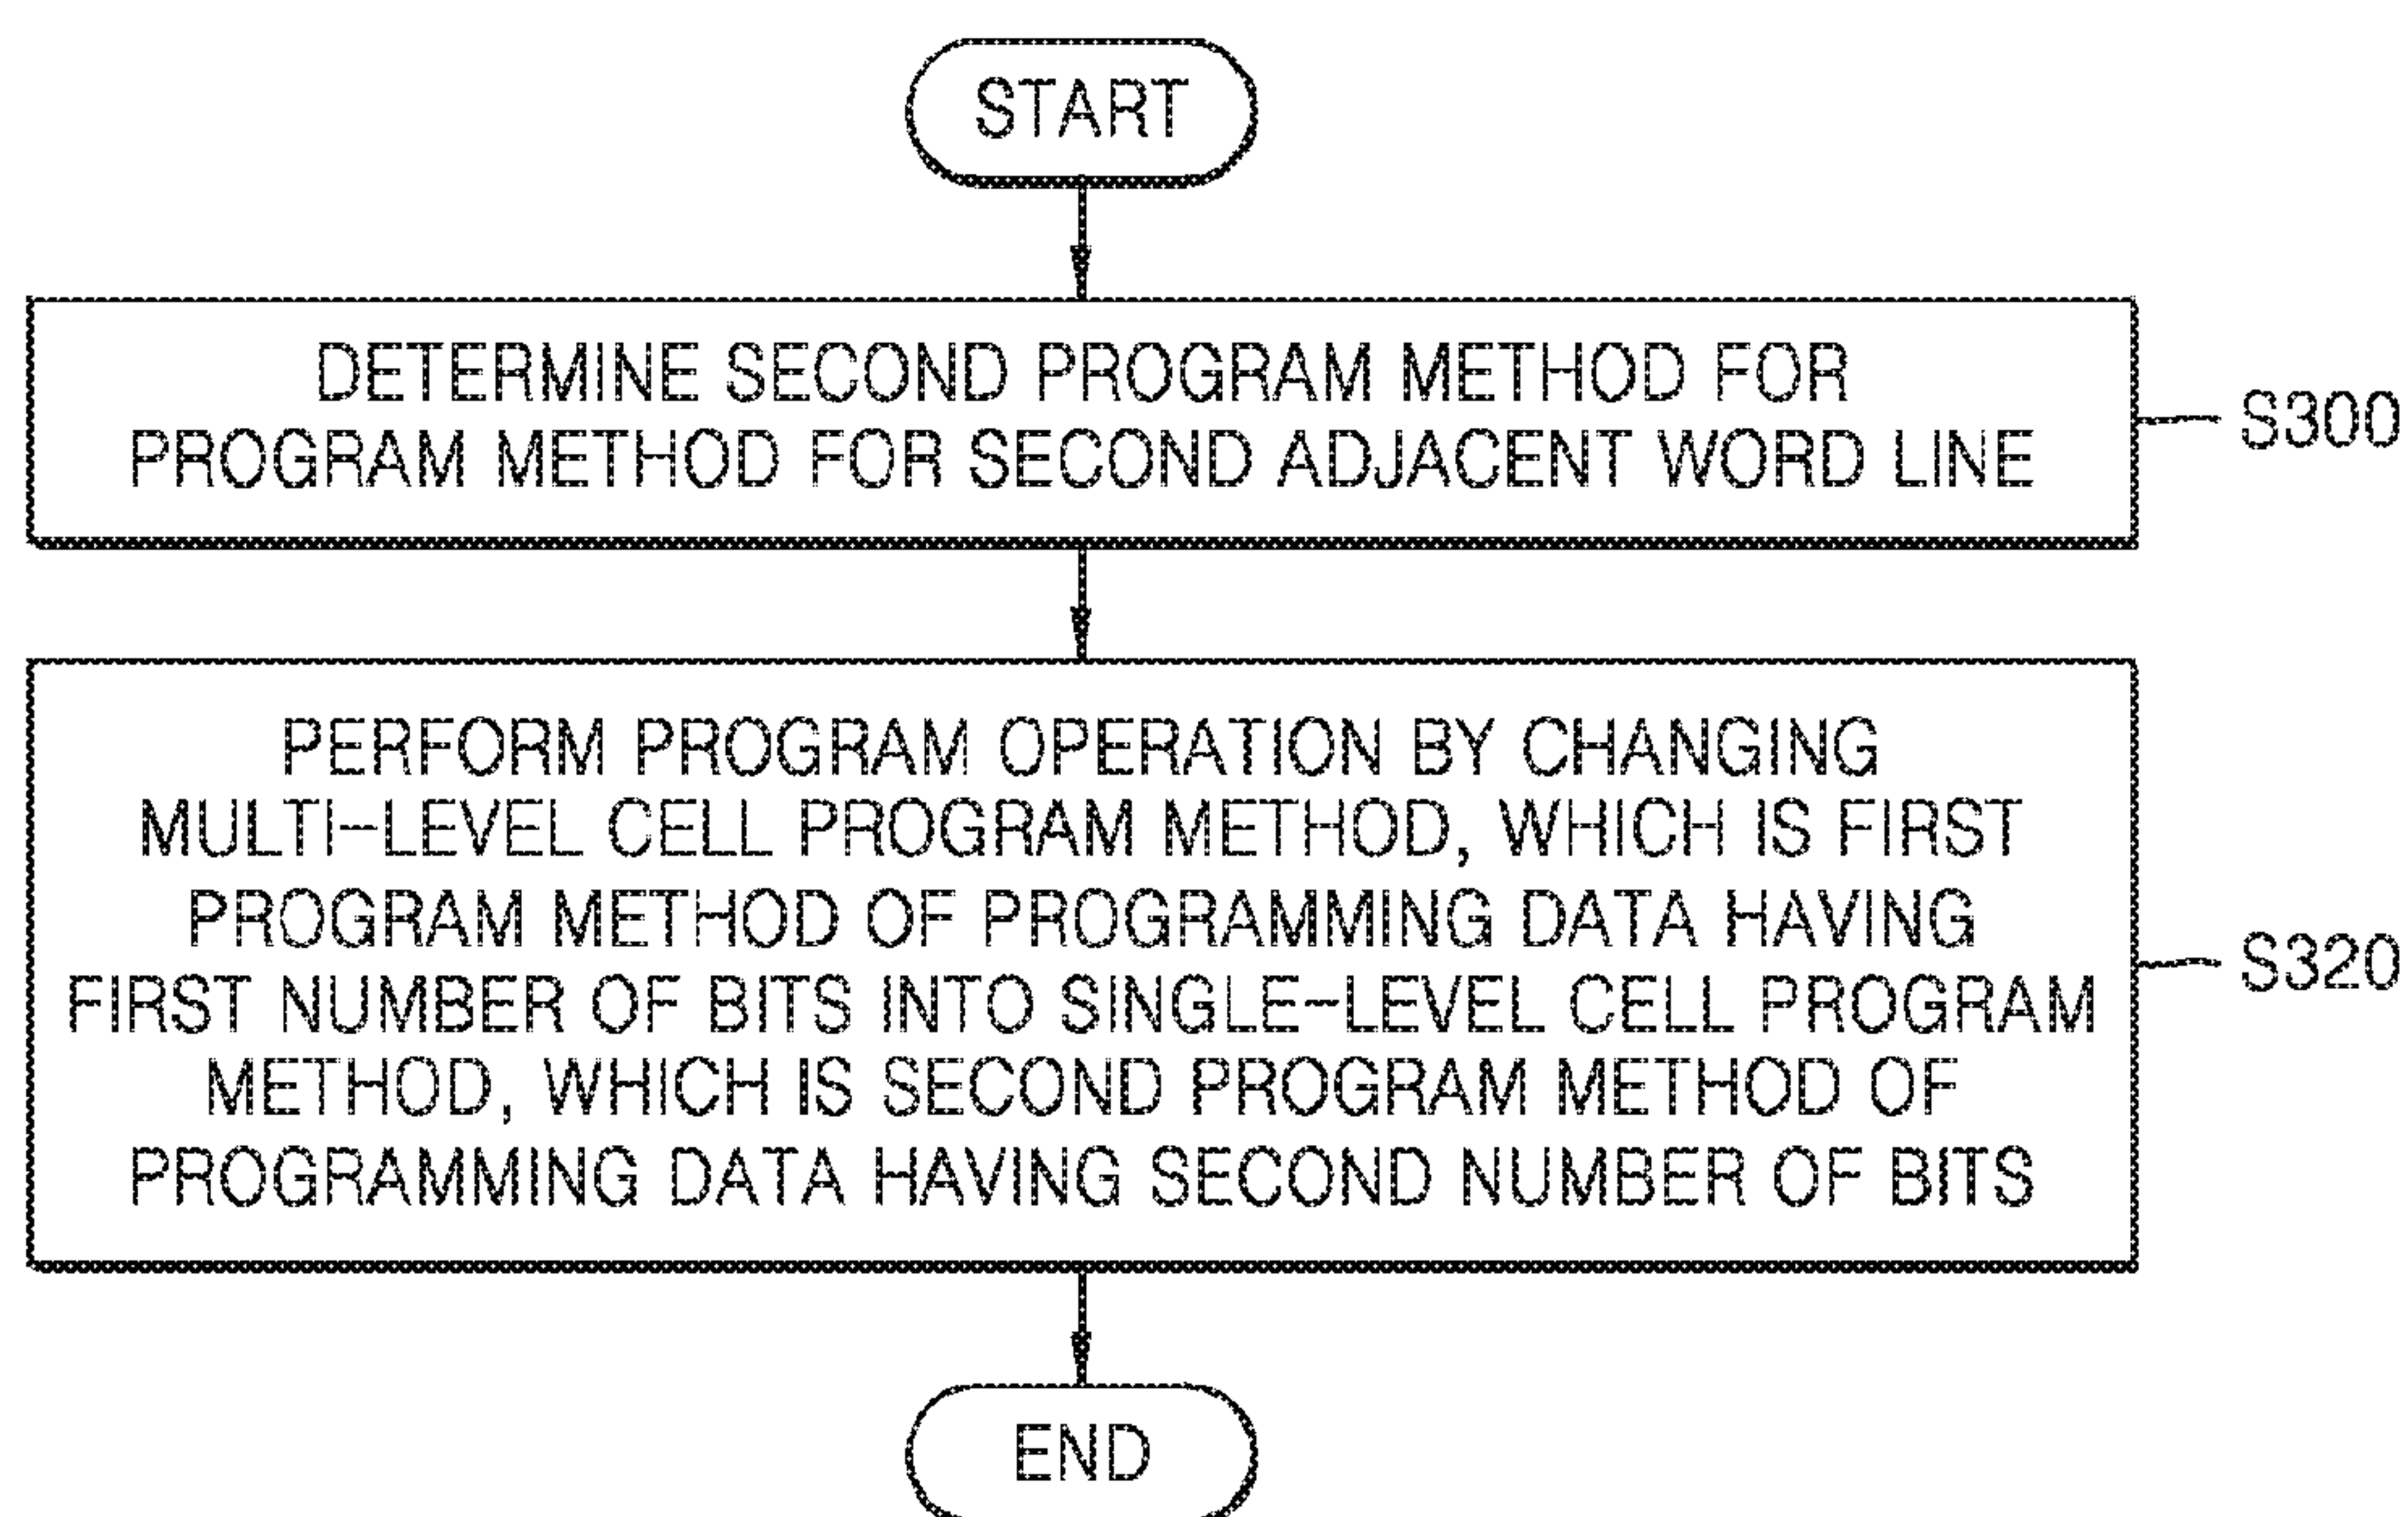 START
DETERMINE SECOND PROGRAM METHOD FOR
PROGRAM METHOD FOR SECOND ADJACENT WORD LINE
S300
PERFORM PROGRAM OPERATION BY CHANGING
MULTI-LEVEL CELL PROGRAM METHOD, WHICH IS FIRST
PROGRAM METHOD OF PROGRAMMING DATA HAVING
FIRST NUMBER OF BITS INTO SINGLE-LEVEL CELL PROGRAM
METHOD, WHICH IS SECOND PROGRAM METHOD OF
PROGRAMMING DATA HAVING SECOND NUMBER OF BITS
S320
END